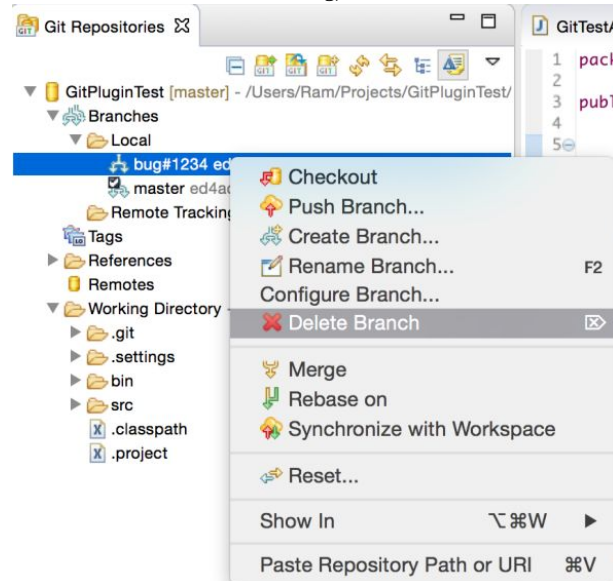 Git Repositories
GitTestA
GitPluginTest [master] - /Users/Ram/Projects/GitPluginTest/
Branches
Local
bug#1234 ed
master ed4ad
Remote Tracking
Tags
References
Remotes
Working Directory -
.git
.settings
bin
src
.classpath
.project
1 pack
2
3 publ
4
5
Checkout
Push Branch...
Create Branch...
Rename Branch... F2
Configure Branch...
Delete Branch ⌦
Merge
Rebase on
Synchronize with Workspace
Reset...
Show In ⌥⌘W ▶
Paste Repository Path or URI ⌘V